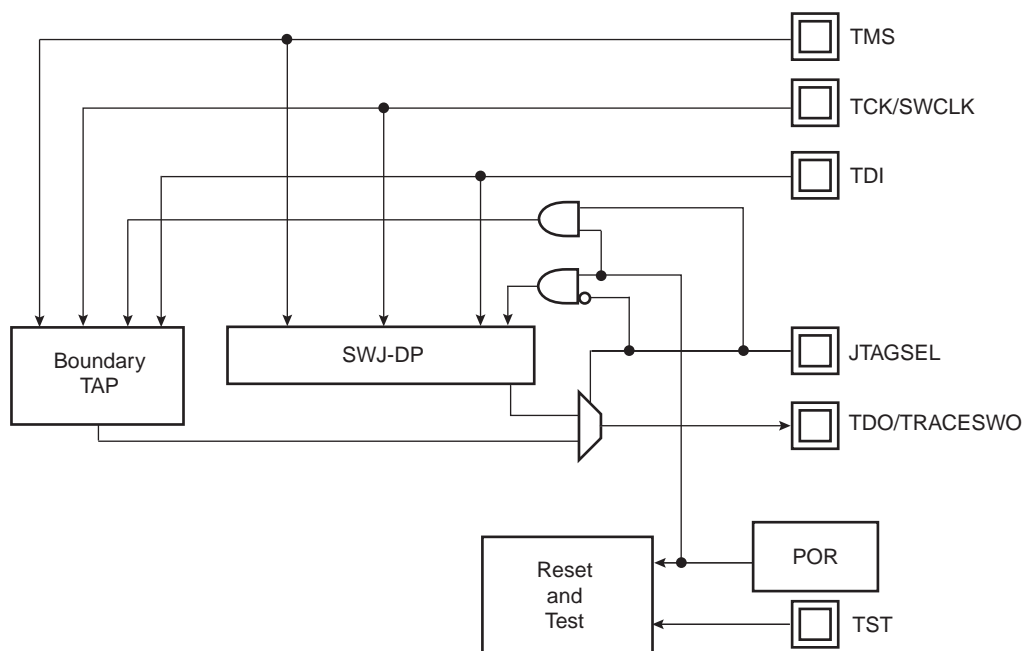 TMS
TCK/SWCLK
TDI
Boundary
TAP
SWJ-DP
JTAGSEL
TDO/TRACESWO
POR
Reset
and
Test
TST